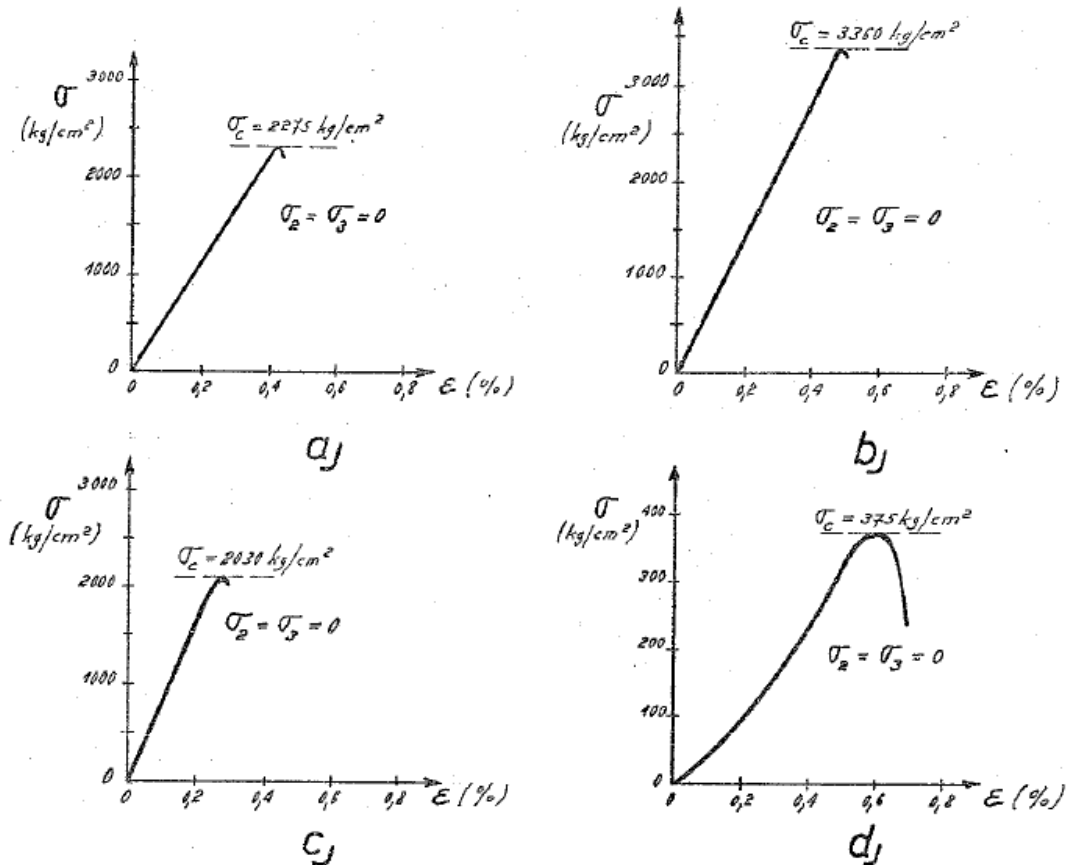 σ
(kg/cm²)
3000
2000
1000
0
σc = 2275 kg/cm²
σ2 = σ3 = 0
0 0,2 0,4 0,6 0,8 ε (%)
a)
σ
(kg/cm²)
3000
2000
1000
0
σc = 3360 kg/cm²
σ2 = σ3 = 0
0 0,2 0,4 0,6 0,8 ε (%)
b)
σ
(kg/cm²)
3000
2000
1000
0
σc = 2030 kg/cm²
σ2 = σ3 = 0
0 0,2 0,4 0,6 0,8 ε (%)
c)
σ
(kg/cm²)
400
300
200
100
0
σc = 375 kg/cm²
σ2 = σ3 = 0
0 0,2 0,4 0,6 0,8 ε (%)
d)